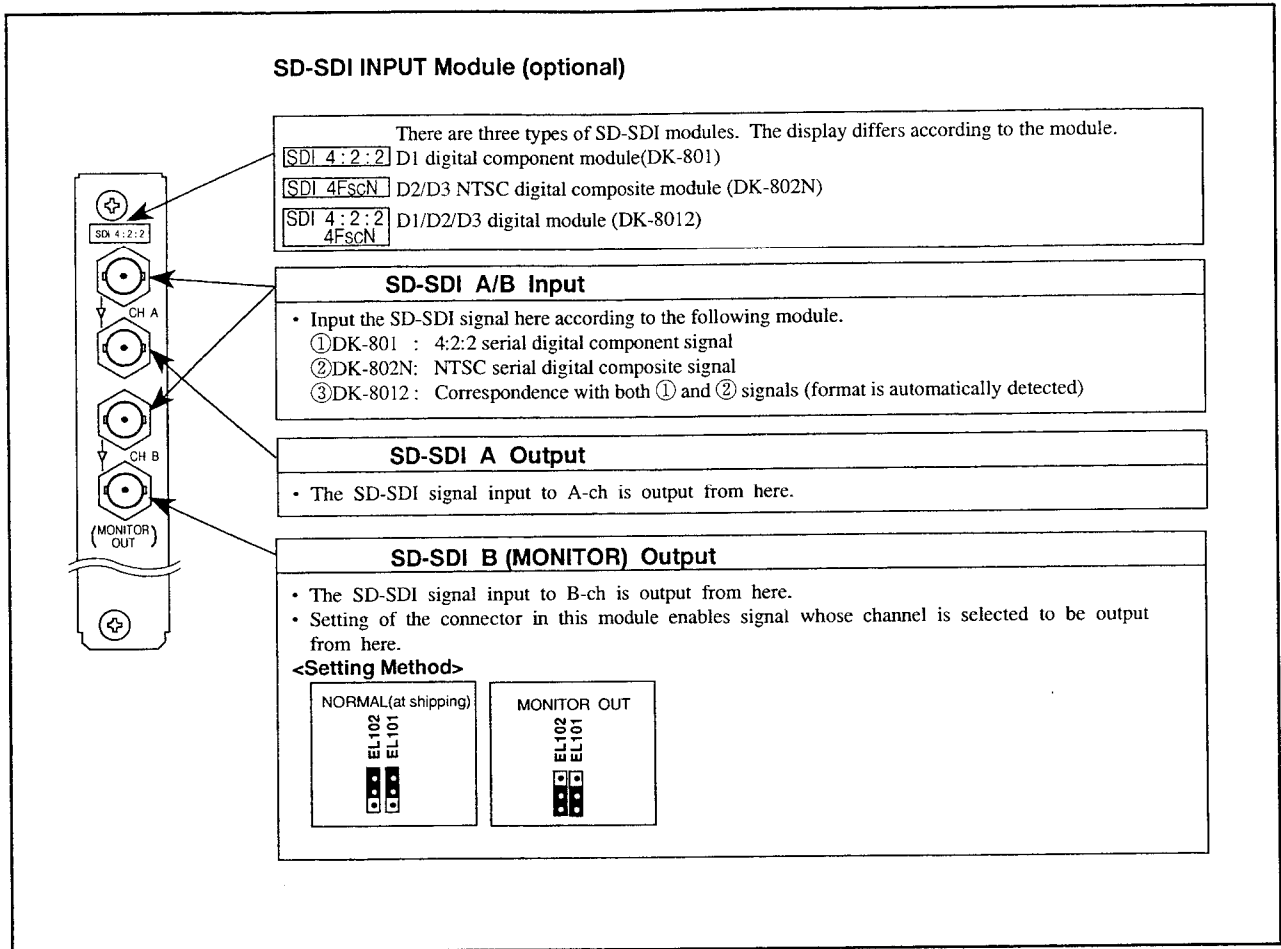 SD-SDI INPUT Module (optional)
There are three types of SD-SDI modules. The display differs according to the module.
SDI 4:2:2 D1 digital component module(DK-801)
SDI 4FscN D2/D3 NTSC digital composite module (DK-802N)
SDI 4:2:2 D1/D2/D3 digital module (DK-8012)
4FscN
SDI 4:2:2
CH A
CH B
(MONITOR
OUT)
SD-SDI A/B Input
• Input the SD-SDI signal here according to the following module.
①DK-801 : 4:2:2 serial digital component signal
②DK-802N: NTSC serial digital composite signal
③DK-8012 : Correspondence with both ① and ② signals (format is automatically detected)
SD-SDI A Output
• The SD-SDI signal input to A-ch is output from here.
SD-SDI B (MONITOR) Output
• The SD-SDI signal input to B-ch is output from here.
• Setting of the connector in this module enables signal whose channel is selected to be output
from here.
<Setting Method>
NORMAL(at shipping)
EL102
EL101
MONITOR OUT
EL102
EL101